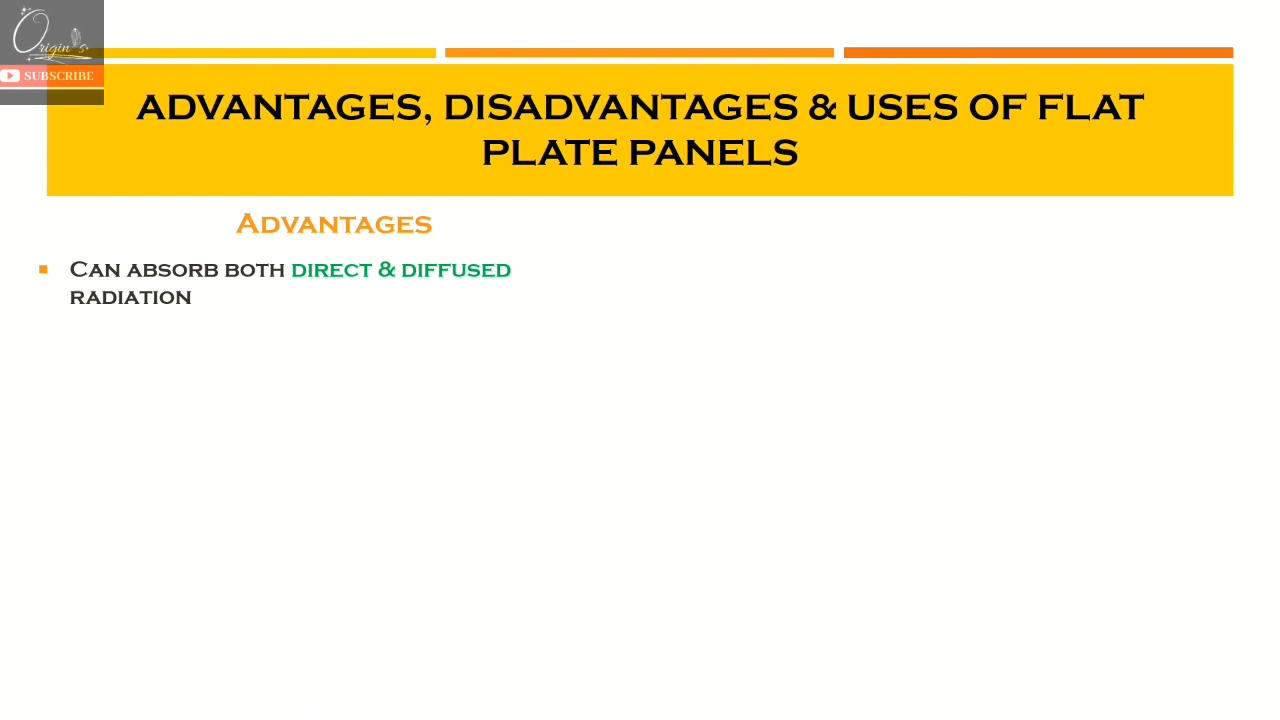 Origin's
SUBSCRIBE
ADVANTAGES, DISADVANTAGES & USES OF FLAT
PLATE PANELS
ADVANTAGES
CAN ABSORB BOTH DIRECT & DIFFUSED
RADIATION